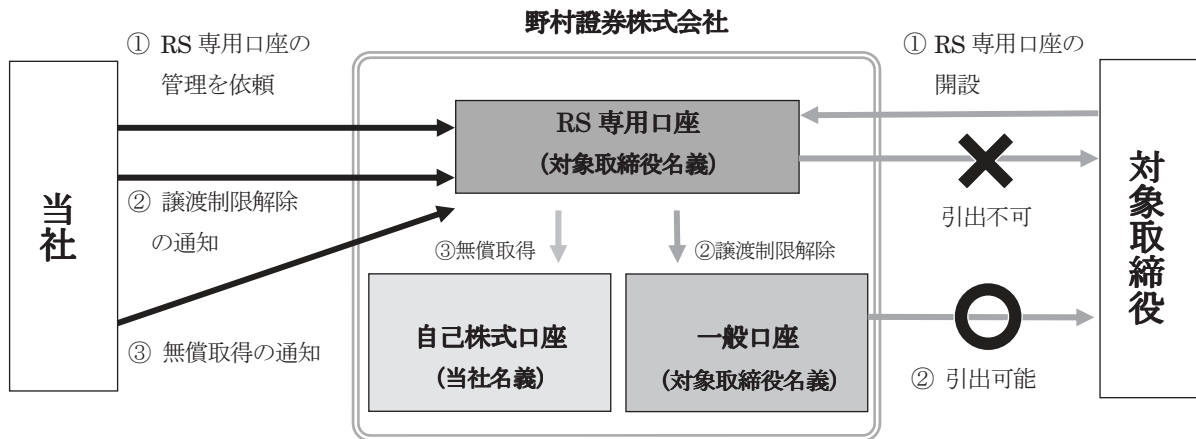 野村證券株式会社
① RS 専用口座の
管理を依頼
② 譲渡制限解除
の通知
③ 無償取得の通知
当社
RS 専用口座
(対象取締役名義)
③無償取得
②譲渡制限解除
自己株式口座
(当社名義)
一般口座
(対象取締役名義)
① RS 専用口座の
開設
引出不可
② 引出可能
対象取締役